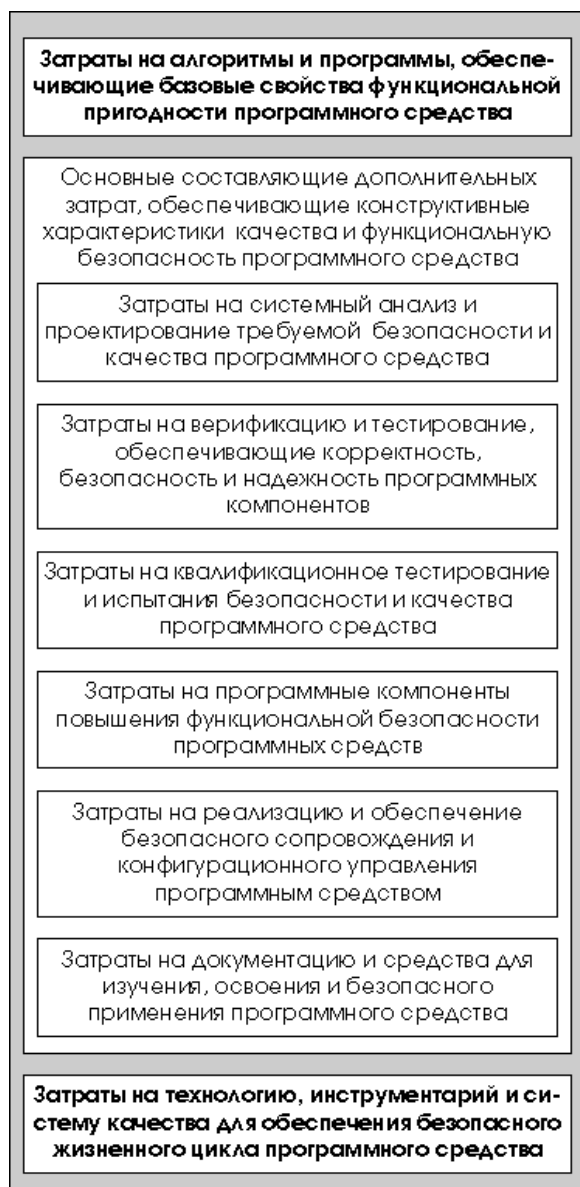 Затраты на алгоритмы и программы, обеспе-
чивающие базовые свойства функциональной
пригодности программного средства
Основные составляющие дополнительных
затрат, обеспечивающие конструктивные
характеристики качества и функциональную
безопасность программного средства
Затраты на системный анализ и
проектирование требуемой безопасности и
качества программного средства
Затраты на верификацию и тестирование,
обеспечивающие корректность,
безопасность и надежность программных
компонентов
Затраты на квалификационное тестирование
и испытания безопасности и качества
программного средства
Затраты на программные компоненты
повышения функциональной безопасности
программных средств
Затраты на реализацию и обеспечение
безопасного сопровождения и
конфигурационного управления
программным средством
Затраты на документацию и средства для
изучения, освоения и безопасного
применения программного средства
Затраты на технологию, инструментарий и си-
стему качества для обеспечения безопасного
жизненного цикла программного средства